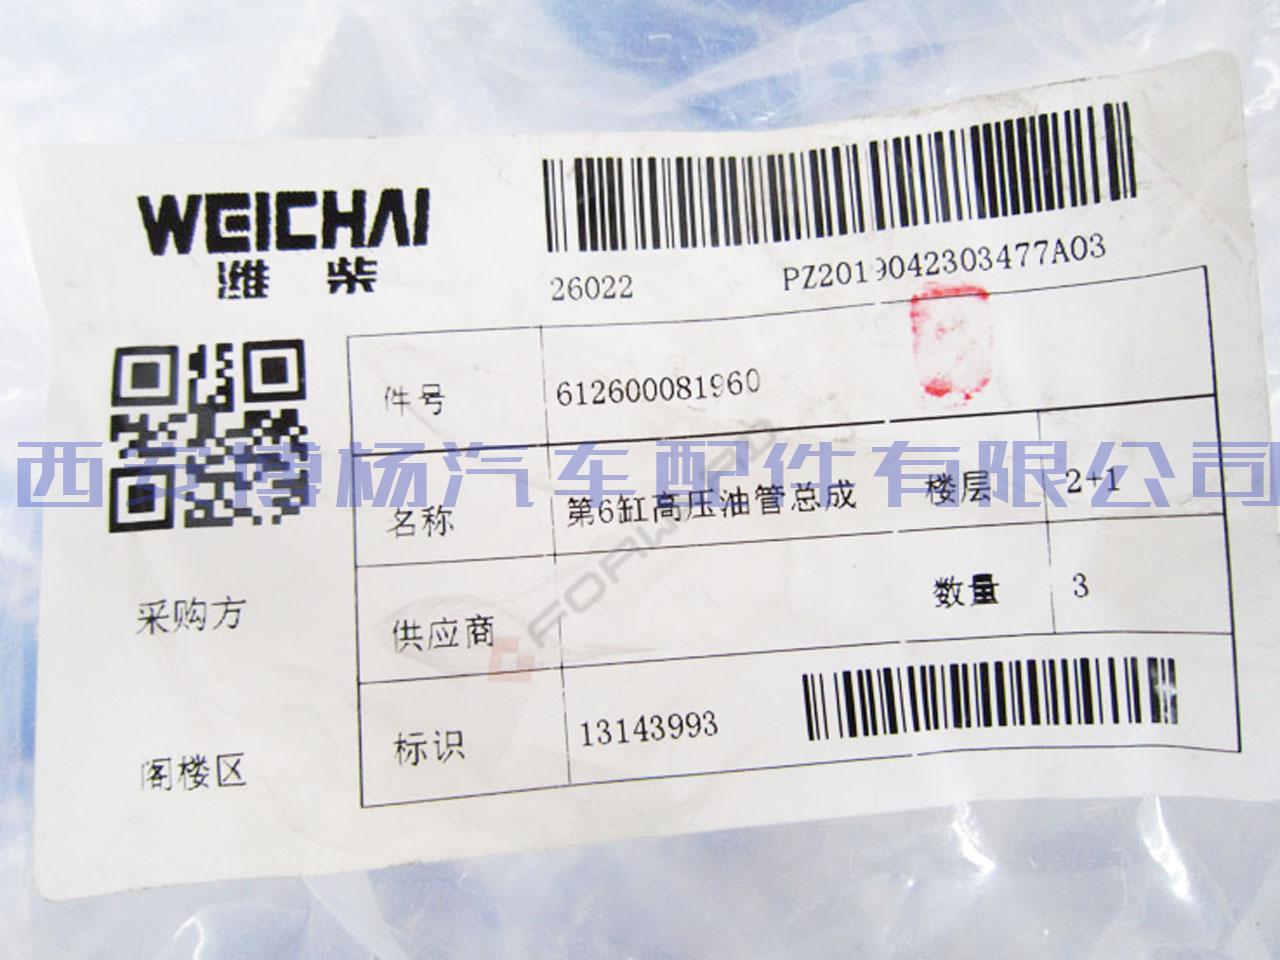 WEICHAI
潍柴
26022 PZ2019042303477A03
件号 612600081960
西安博杨汽车配件有限公司
名称 第6缸高压油管总成 楼层 2+1
FORWARD
采购方 供应商 数量 3
阁楼区 标识 13143993